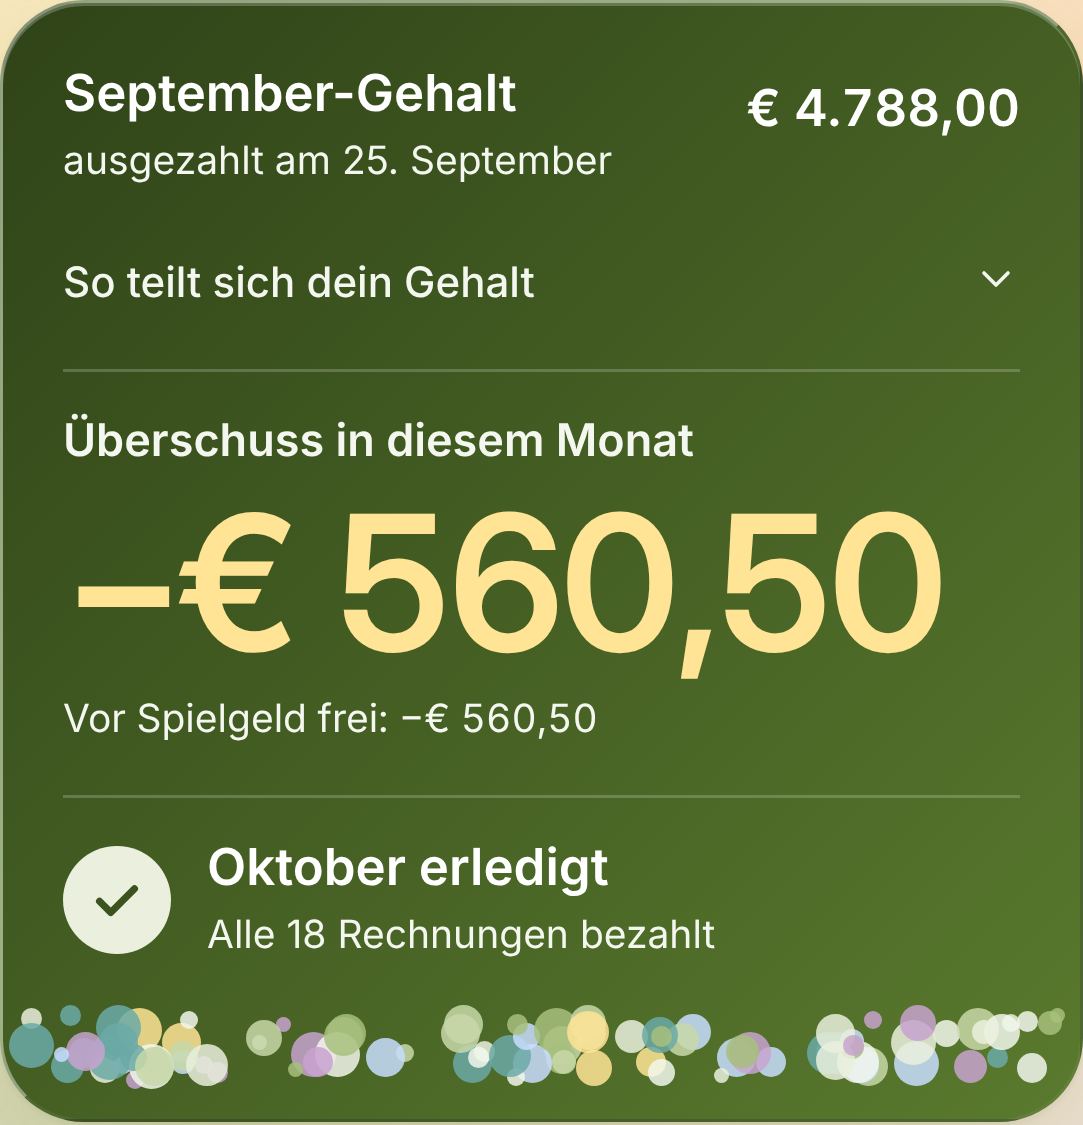 September-Gehalt
€ 4.788,00
ausgezahlt am 25. September
So teilt sich dein Gehalt
Überschuss in diesem Monat
−€ 560,50
Vor Spielgeld frei: −€ 560,50
Oktober erledigt
Alle 18 Rechnungen bezahlt